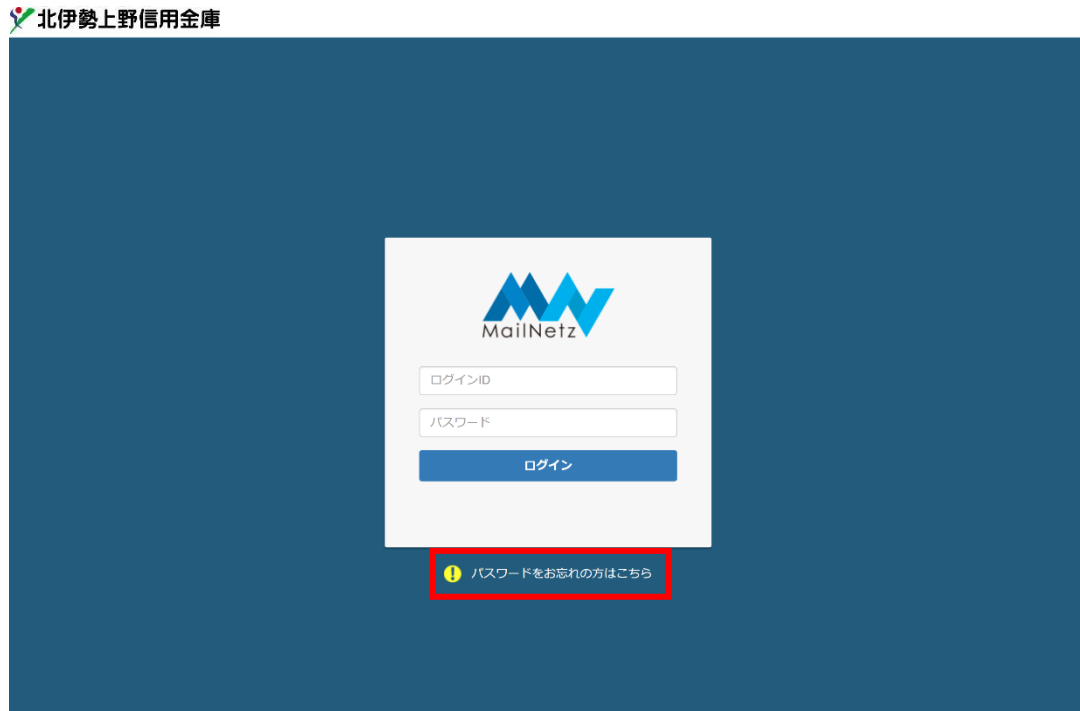 北伊勢上野信用金庫
MailNetz
ログインID
パスワード
ログイン
! パスワードをお忘れの方はこちら